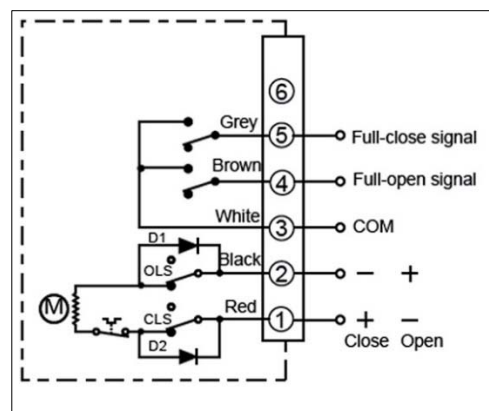 6
Grey 5 Full-close signal
Brown 4 Full-open signal
White 3 COM
D1
OLS Black 2 − +
M CLS Red 1 + −
D2 Close Open